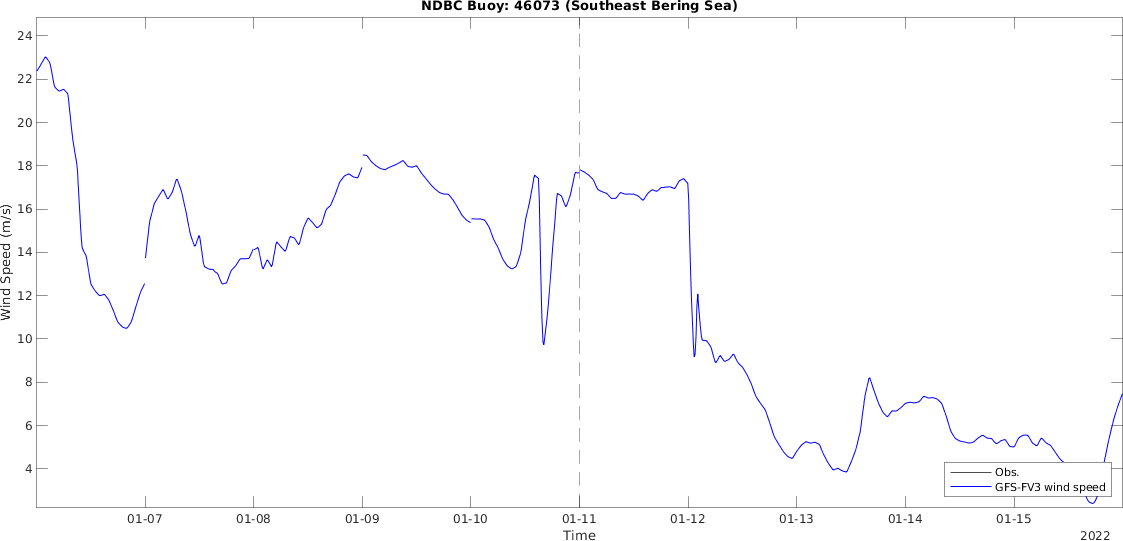 NDBC Buoy: 46073 (Southeast Bering Sea)
24
22
20
18
16
14
12
10
8
6
4
Wind Speed (m/s)
Obs.
GFS-FV3 wind speed
01-07 01-08 01-09 01-10 01-11 01-12 01-13 01-14 01-15
Time
2022